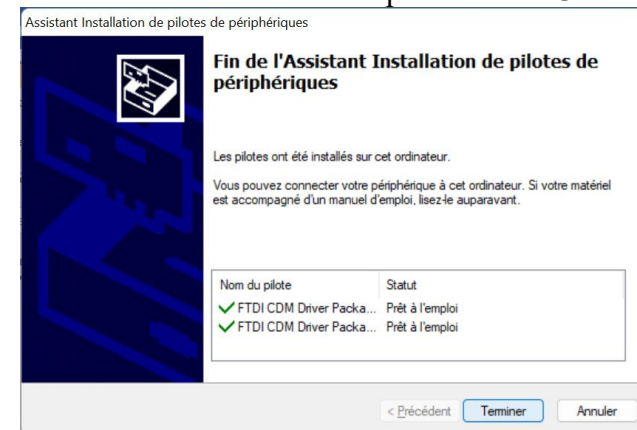 Assistant Installation de pilotes de périphériques
Fin de l'Assistant Installation de pilotes de
périphériques
Les pilotes ont été installés sur cet ordinateur.
Vous pouvez connecter votre périphérique à cet ordinateur. Si votre matériel
est accompagné d'un manuel d'emploi, lisez-le auparavant.
Nom du pilote Statut
FTDI CDM Driver Packa... Prêt à l'emploi
FTDI CDM Driver Packa... Prêt à l'emploi
< Précédent Terminer Annuler